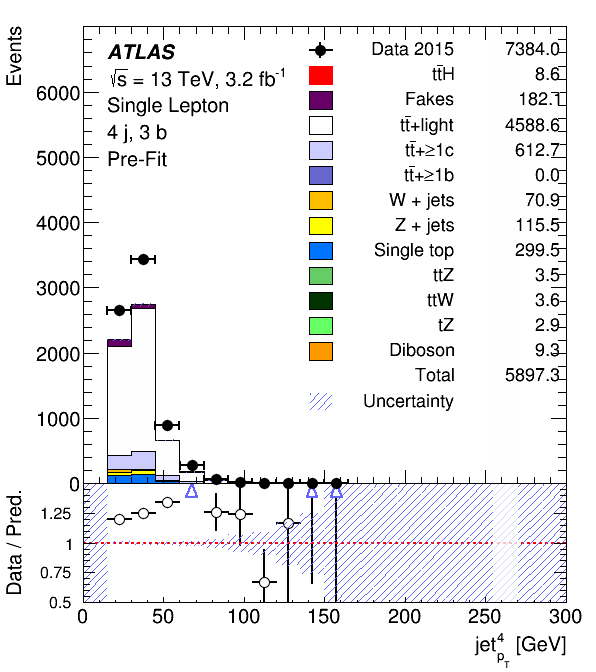 Events
ATLAS
√s = 13 TeV, 3.2 fb⁻¹
Single Lepton
4 j, 3 b
Pre-Fit
Data 2015 7384.0
tt̄H 8.6
Fakes 182.1
tt̄+light 4588.6
tt̄+≥1c 612.7
tt̄+≥1b 0.0
W + jets 70.9
Z + jets 115.5
Single top 299.5
ttZ 3.5
ttW 3.6
tZ 2.9
Diboson 9.3
Total 5897.3
Uncertainty
6000
5000
4000
3000
2000
1000
0
Data / Pred.
1.25
1
0.75
0.5
0 50 100 150 200 250 300
jet⁴_{p_T} [GeV]